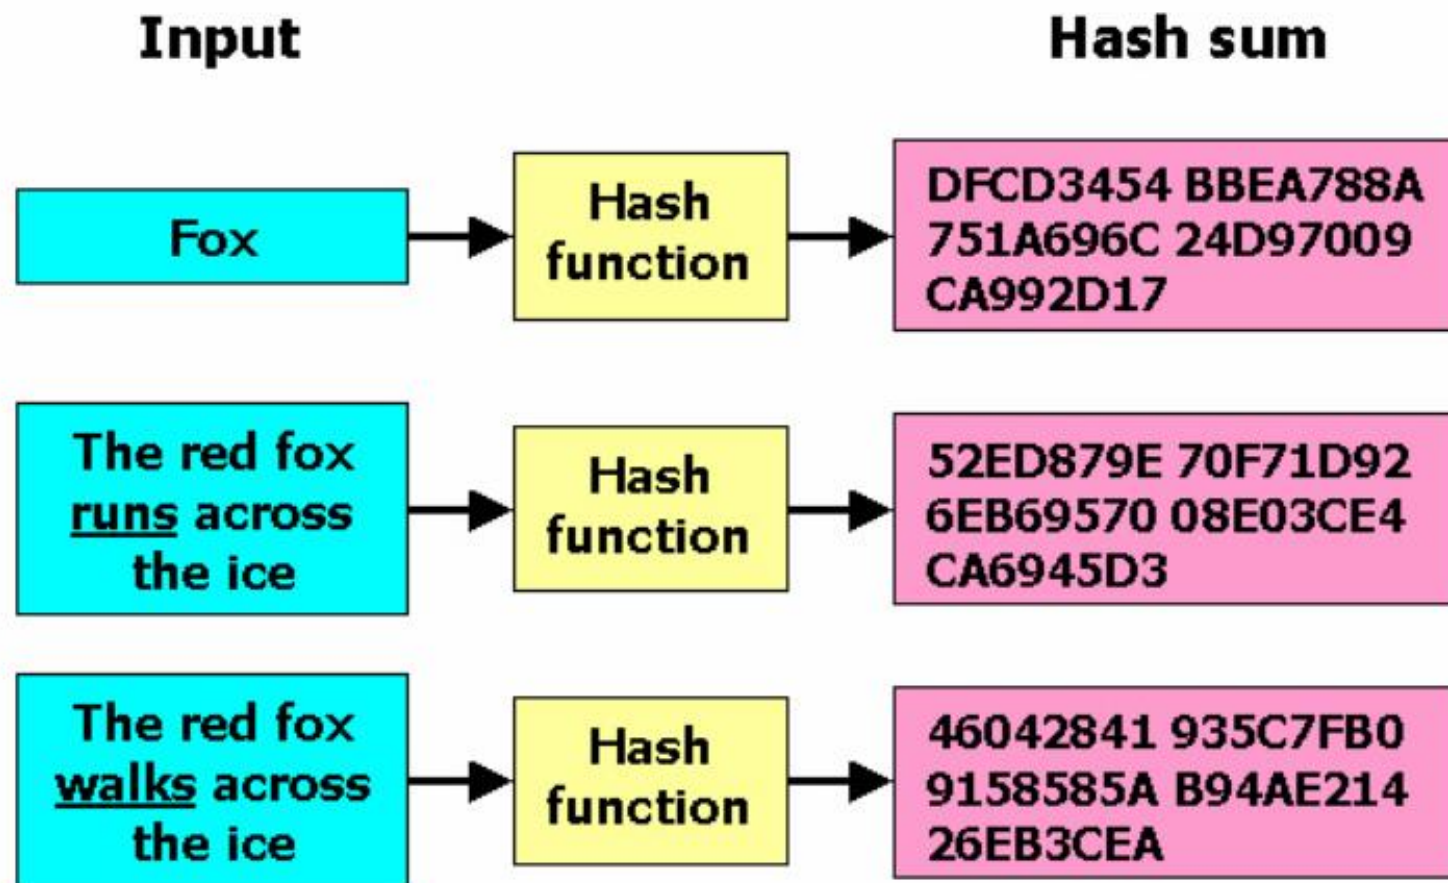 Input
Hash sum
Fox
Hash
function
DFCD3454 BBEA788A
751A696C 24D97009
CA992D17
The red fox
runs across
the ice
Hash
function
52ED879E 70F71D92
6EB69570 08E03CE4
CA6945D3
The red fox
walks across
the ice
Hash
function
46042841 935C7FB0
9158585A B94AE214
26EB3CEA